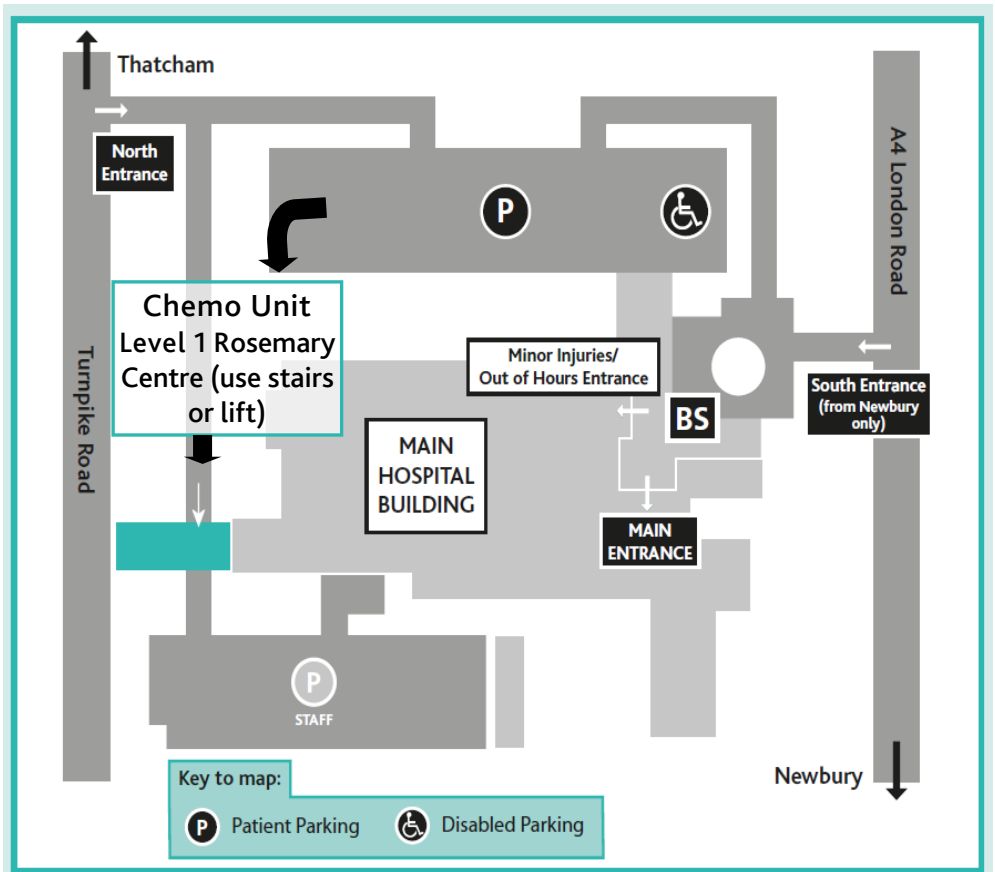 Thatcham
North
Entrance
P
A4 London Road
Chemo Unit
Level 1 Rosemary
Centre (use stairs
or lift)
Turnpike Road
Minor Injuries/
Out of Hours Entrance
BS
South Entrance
(from Newbury
only)
MAIN
HOSPITAL
BUILDING
MAIN
ENTRANCE
P
STAFF
Newbury
Key to map:
P Patient Parking
Disabled Parking